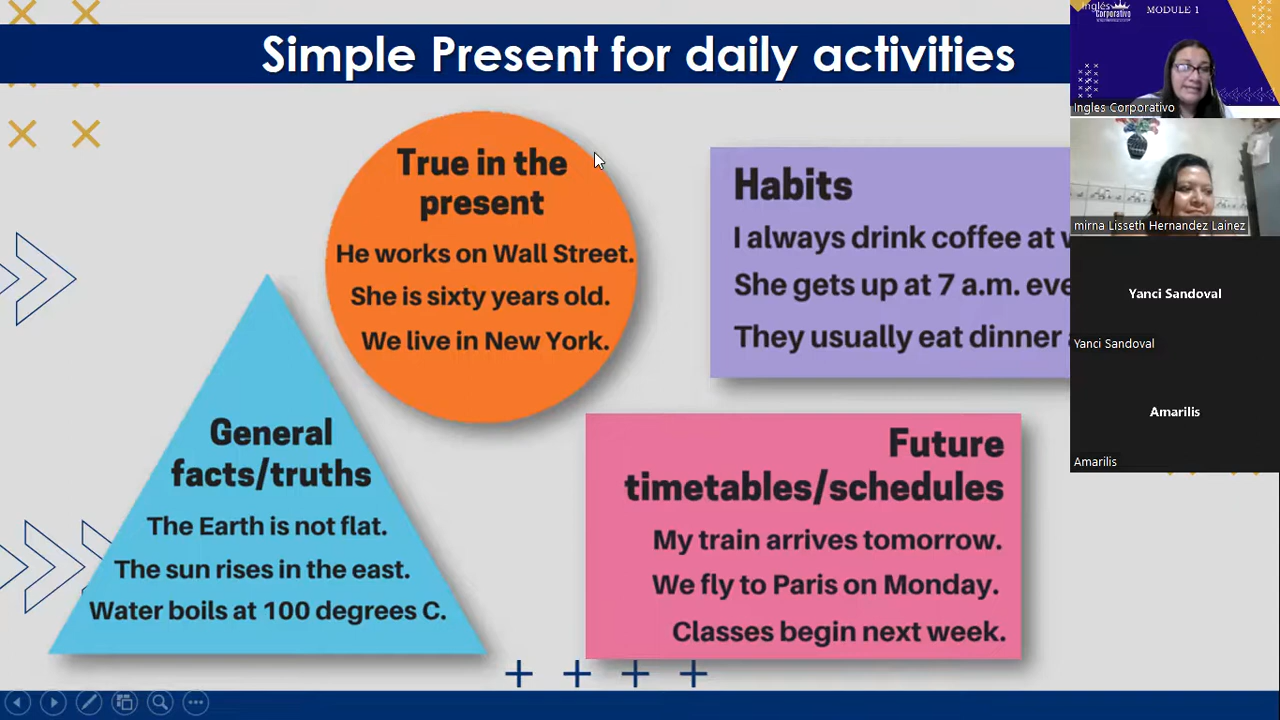 Simple Present for daily activities
True in the
present
He works on Wall Street.
She is sixty years old.
We live in New York.
Habits
I always drink coffee at
She gets up at 7 a.m.
They usually eat dinner
General
facts/truths
The Earth is not flat.
The sun rises in the east.
Water boils at 100 degrees C.
Future
timetables/schedules
My train arrives tomorrow.
We fly to Paris on Monday.
Classes begin next week.
Inglés
corporativo
MODULE 1
Ingles Corporativo
mirna Lisseth Hernandez Lainez
Yanci Sandoval
Yanci Sandoval
Amarilis
Amarilis